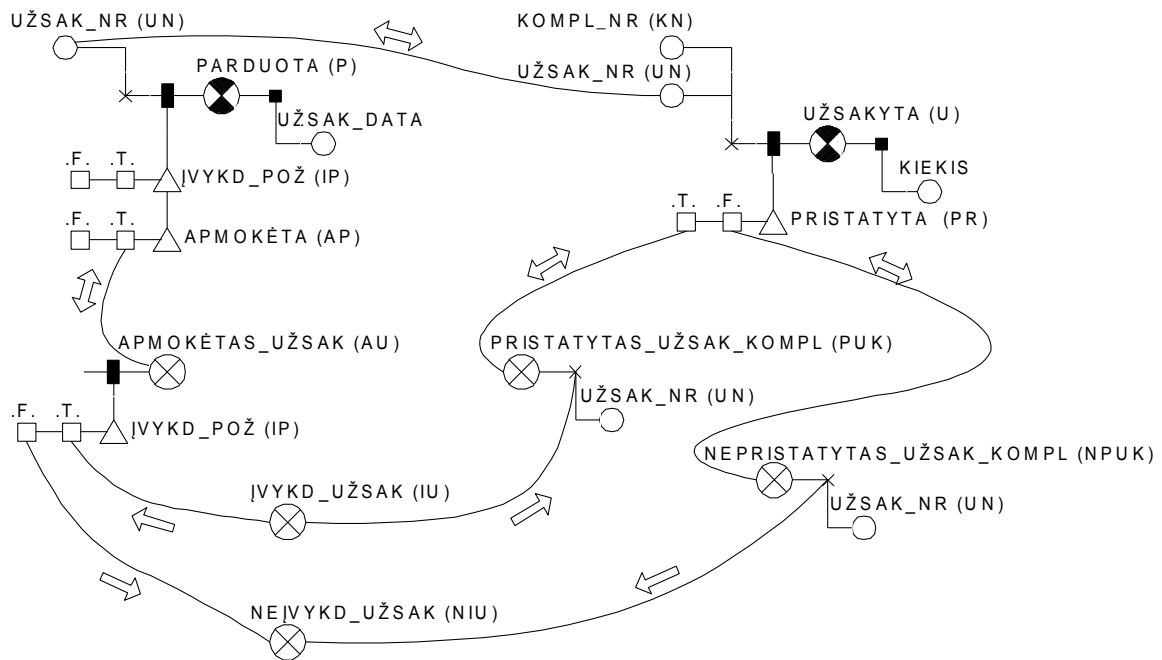 UŽSAK_NR (UN)
KOMPL_NR (KN)
PARDUOTA (P)
UŽSAK_NR (UN)
UŽSAK_DATA
UŽSAKYTA (U)
.F. .T.
ĮVYKD_POŽ (IP)
KIEKIS
.F. .T.
APMOKĖTA (AP)
.T. .F.
PRISTATYTA (PR)
APMOKĖTAS_UŽSAK (AU)
PRISTATYTAS_UŽSAK_KOMPL (PUK)
UŽSAK_NR (UN)
.F. .T.
ĮVYKD_POŽ (IP)
NEPRISTATYTAS_UŽSAK_KOMPL (NPUK)
ĮVYKD_UŽSAK (IU)
UŽSAK_NR (UN)
NEĮVYKD_UŽSAK (NIU)